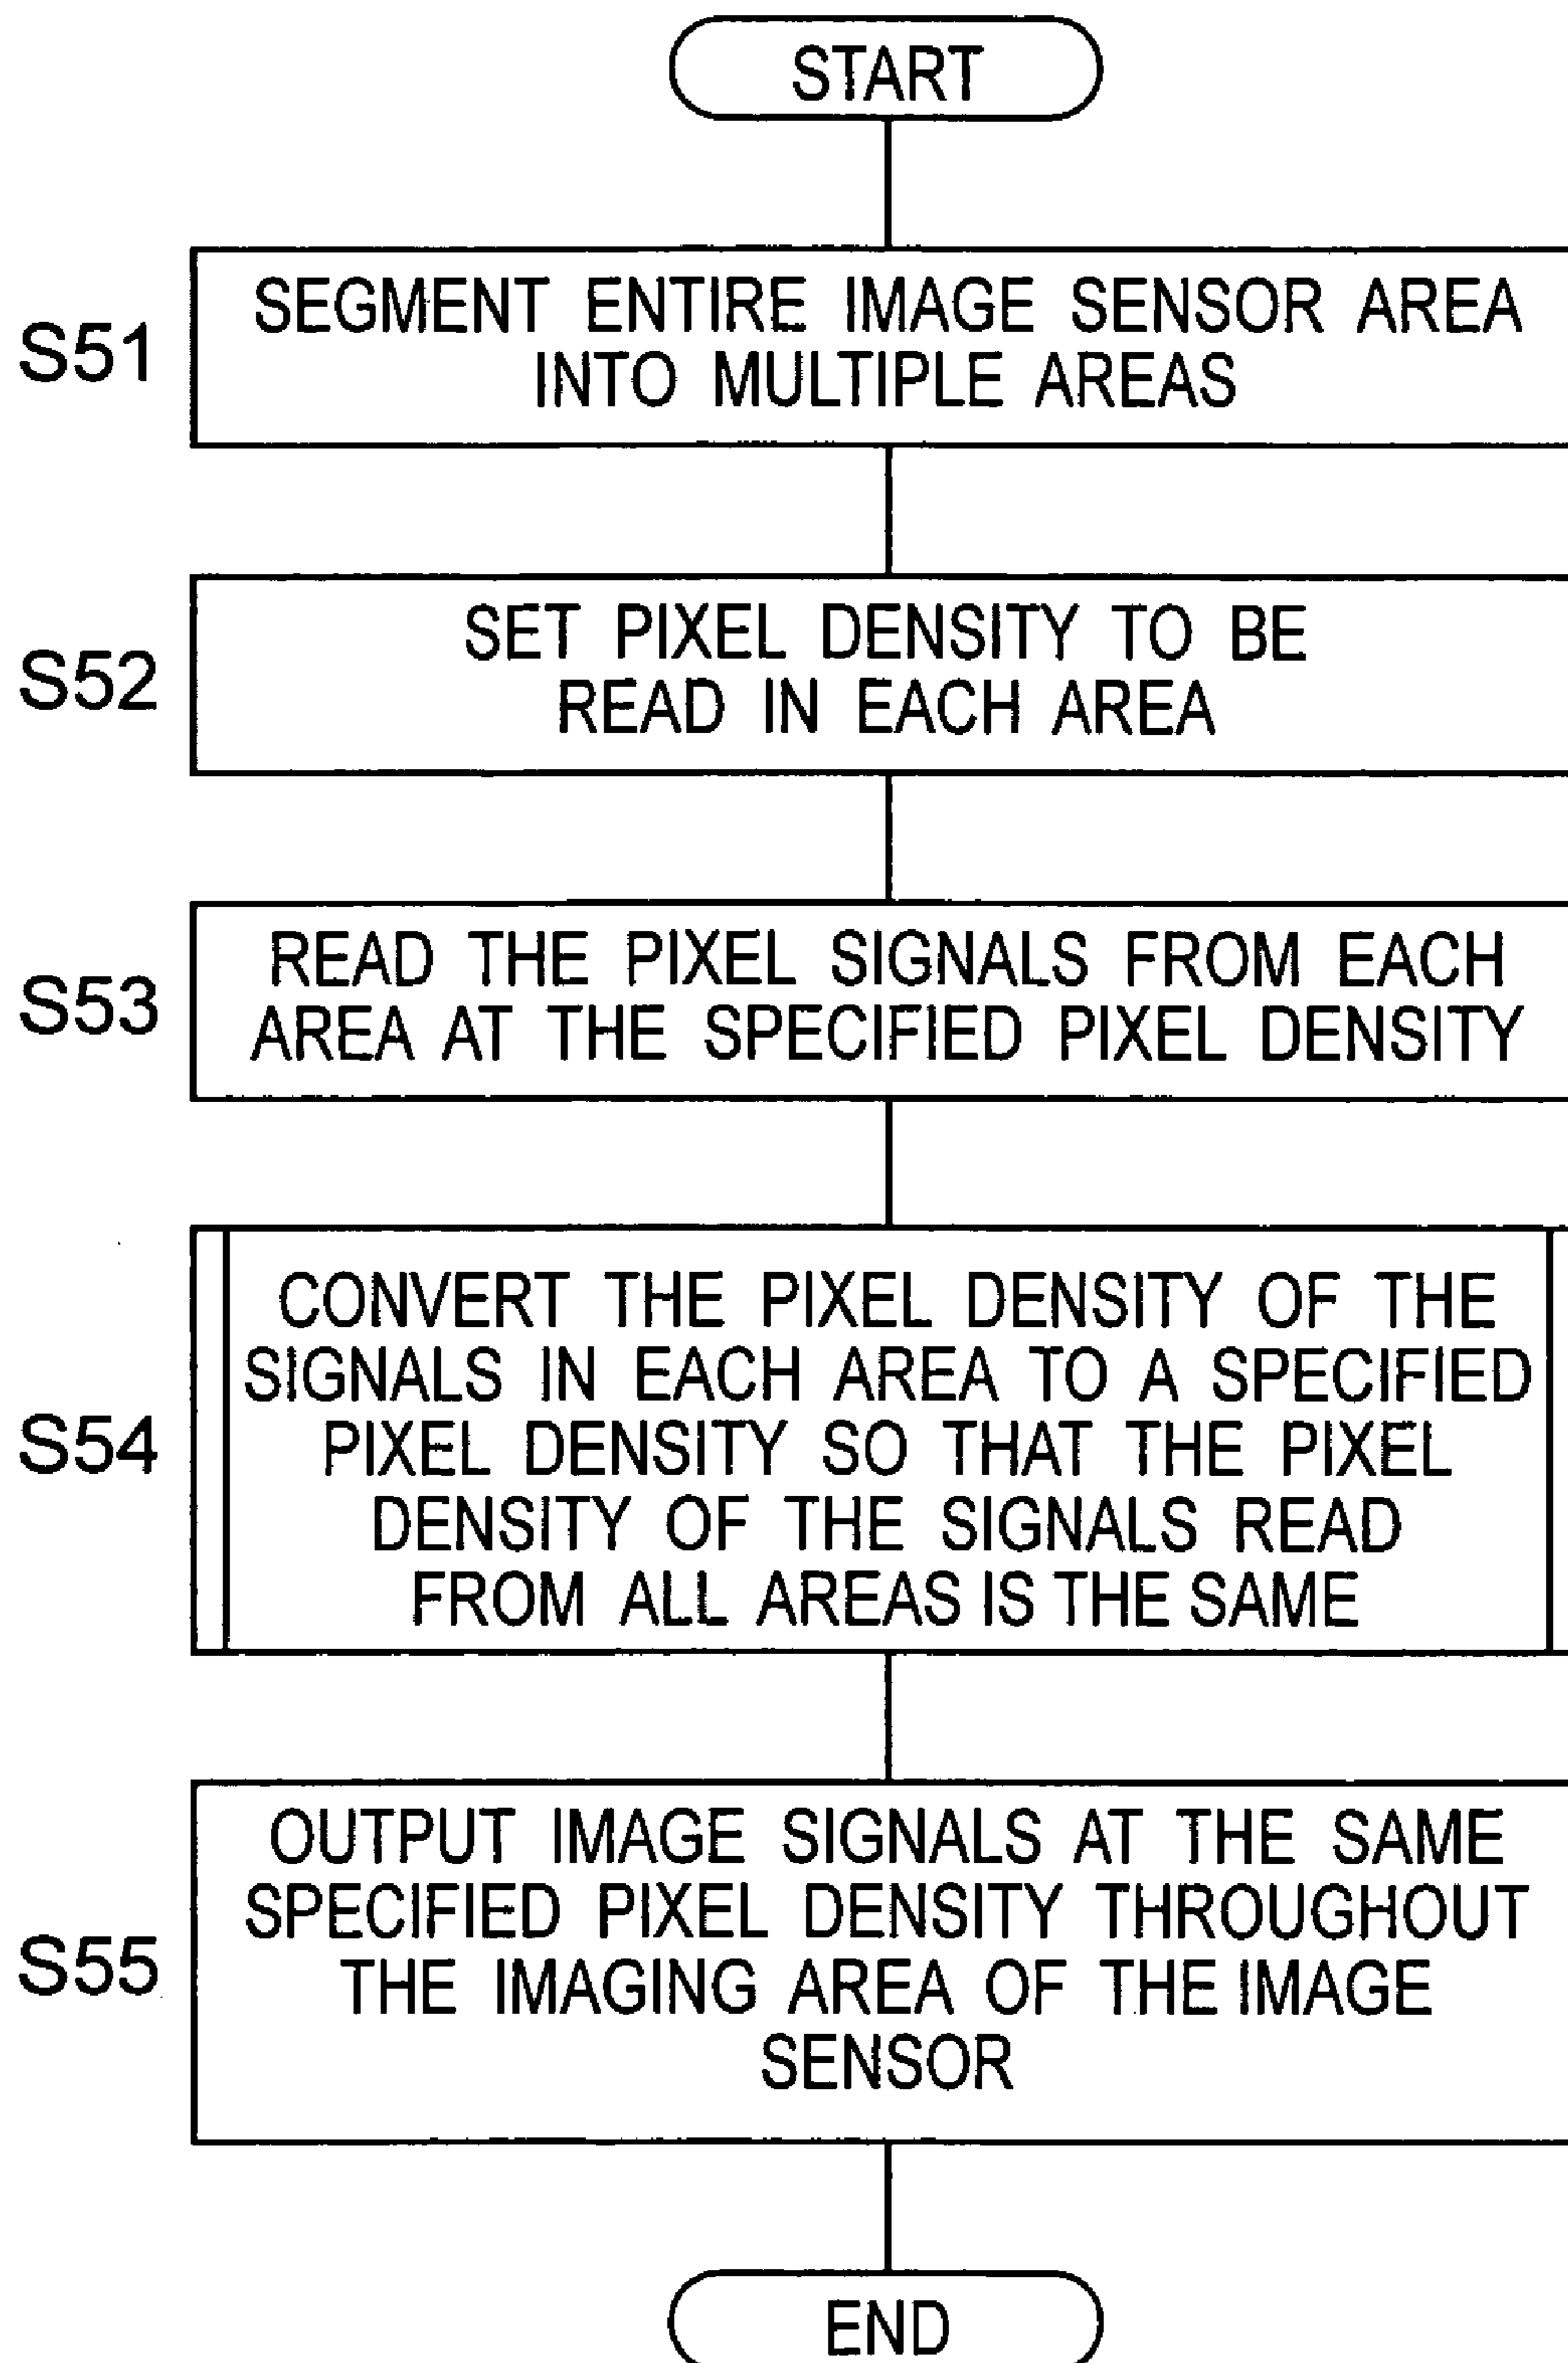 START
S51
SEGMENT ENTIRE IMAGE SENSOR AREA
INTO MULTIPLE AREAS
S52
SET PIXEL DENSITY TO BE
READ IN EACH AREA
S53
READ THE PIXEL SIGNALS FROM EACH
AREA AT THE SPECIFIED PIXEL DENSITY
S54
CONVERT THE PIXEL DENSITY OF THE
SIGNALS IN EACH AREA TO A SPECIFIED
PIXEL DENSITY SO THAT THE PIXEL
DENSITY OF THE SIGNALS READ
FROM ALL AREAS IS THE SAME
S55
OUTPUT IMAGE SIGNALS AT THE SAME
SPECIFIED PIXEL DENSITY THROUGHOUT
THE IMAGING AREA OF THE IMAGE
SENSOR
END